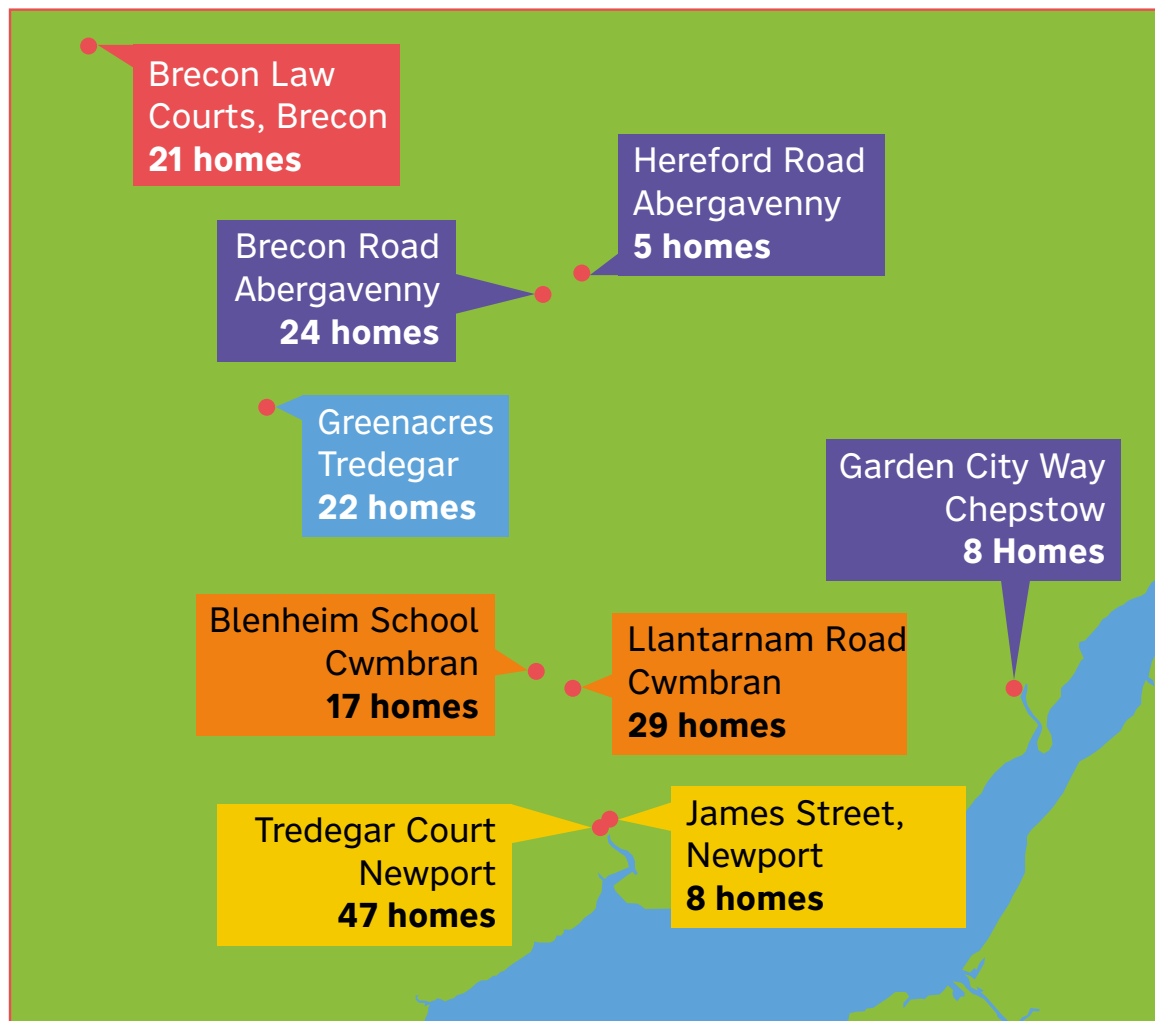 Brecon Law
Courts, Brecon
21 homes
Hereford Road
Abergavenny
5 homes
Brecon Road
Abergavenny
24 homes
Greenacres
Tredegar
22 homes
Garden City Way
Chepstow
8 Homes
Blenheim School
Cwmbran
17 homes
Llantarnam Road
Cwmbran
29 homes
Tredegar Court
Newport
47 homes
James Street,
Newport
8 homes